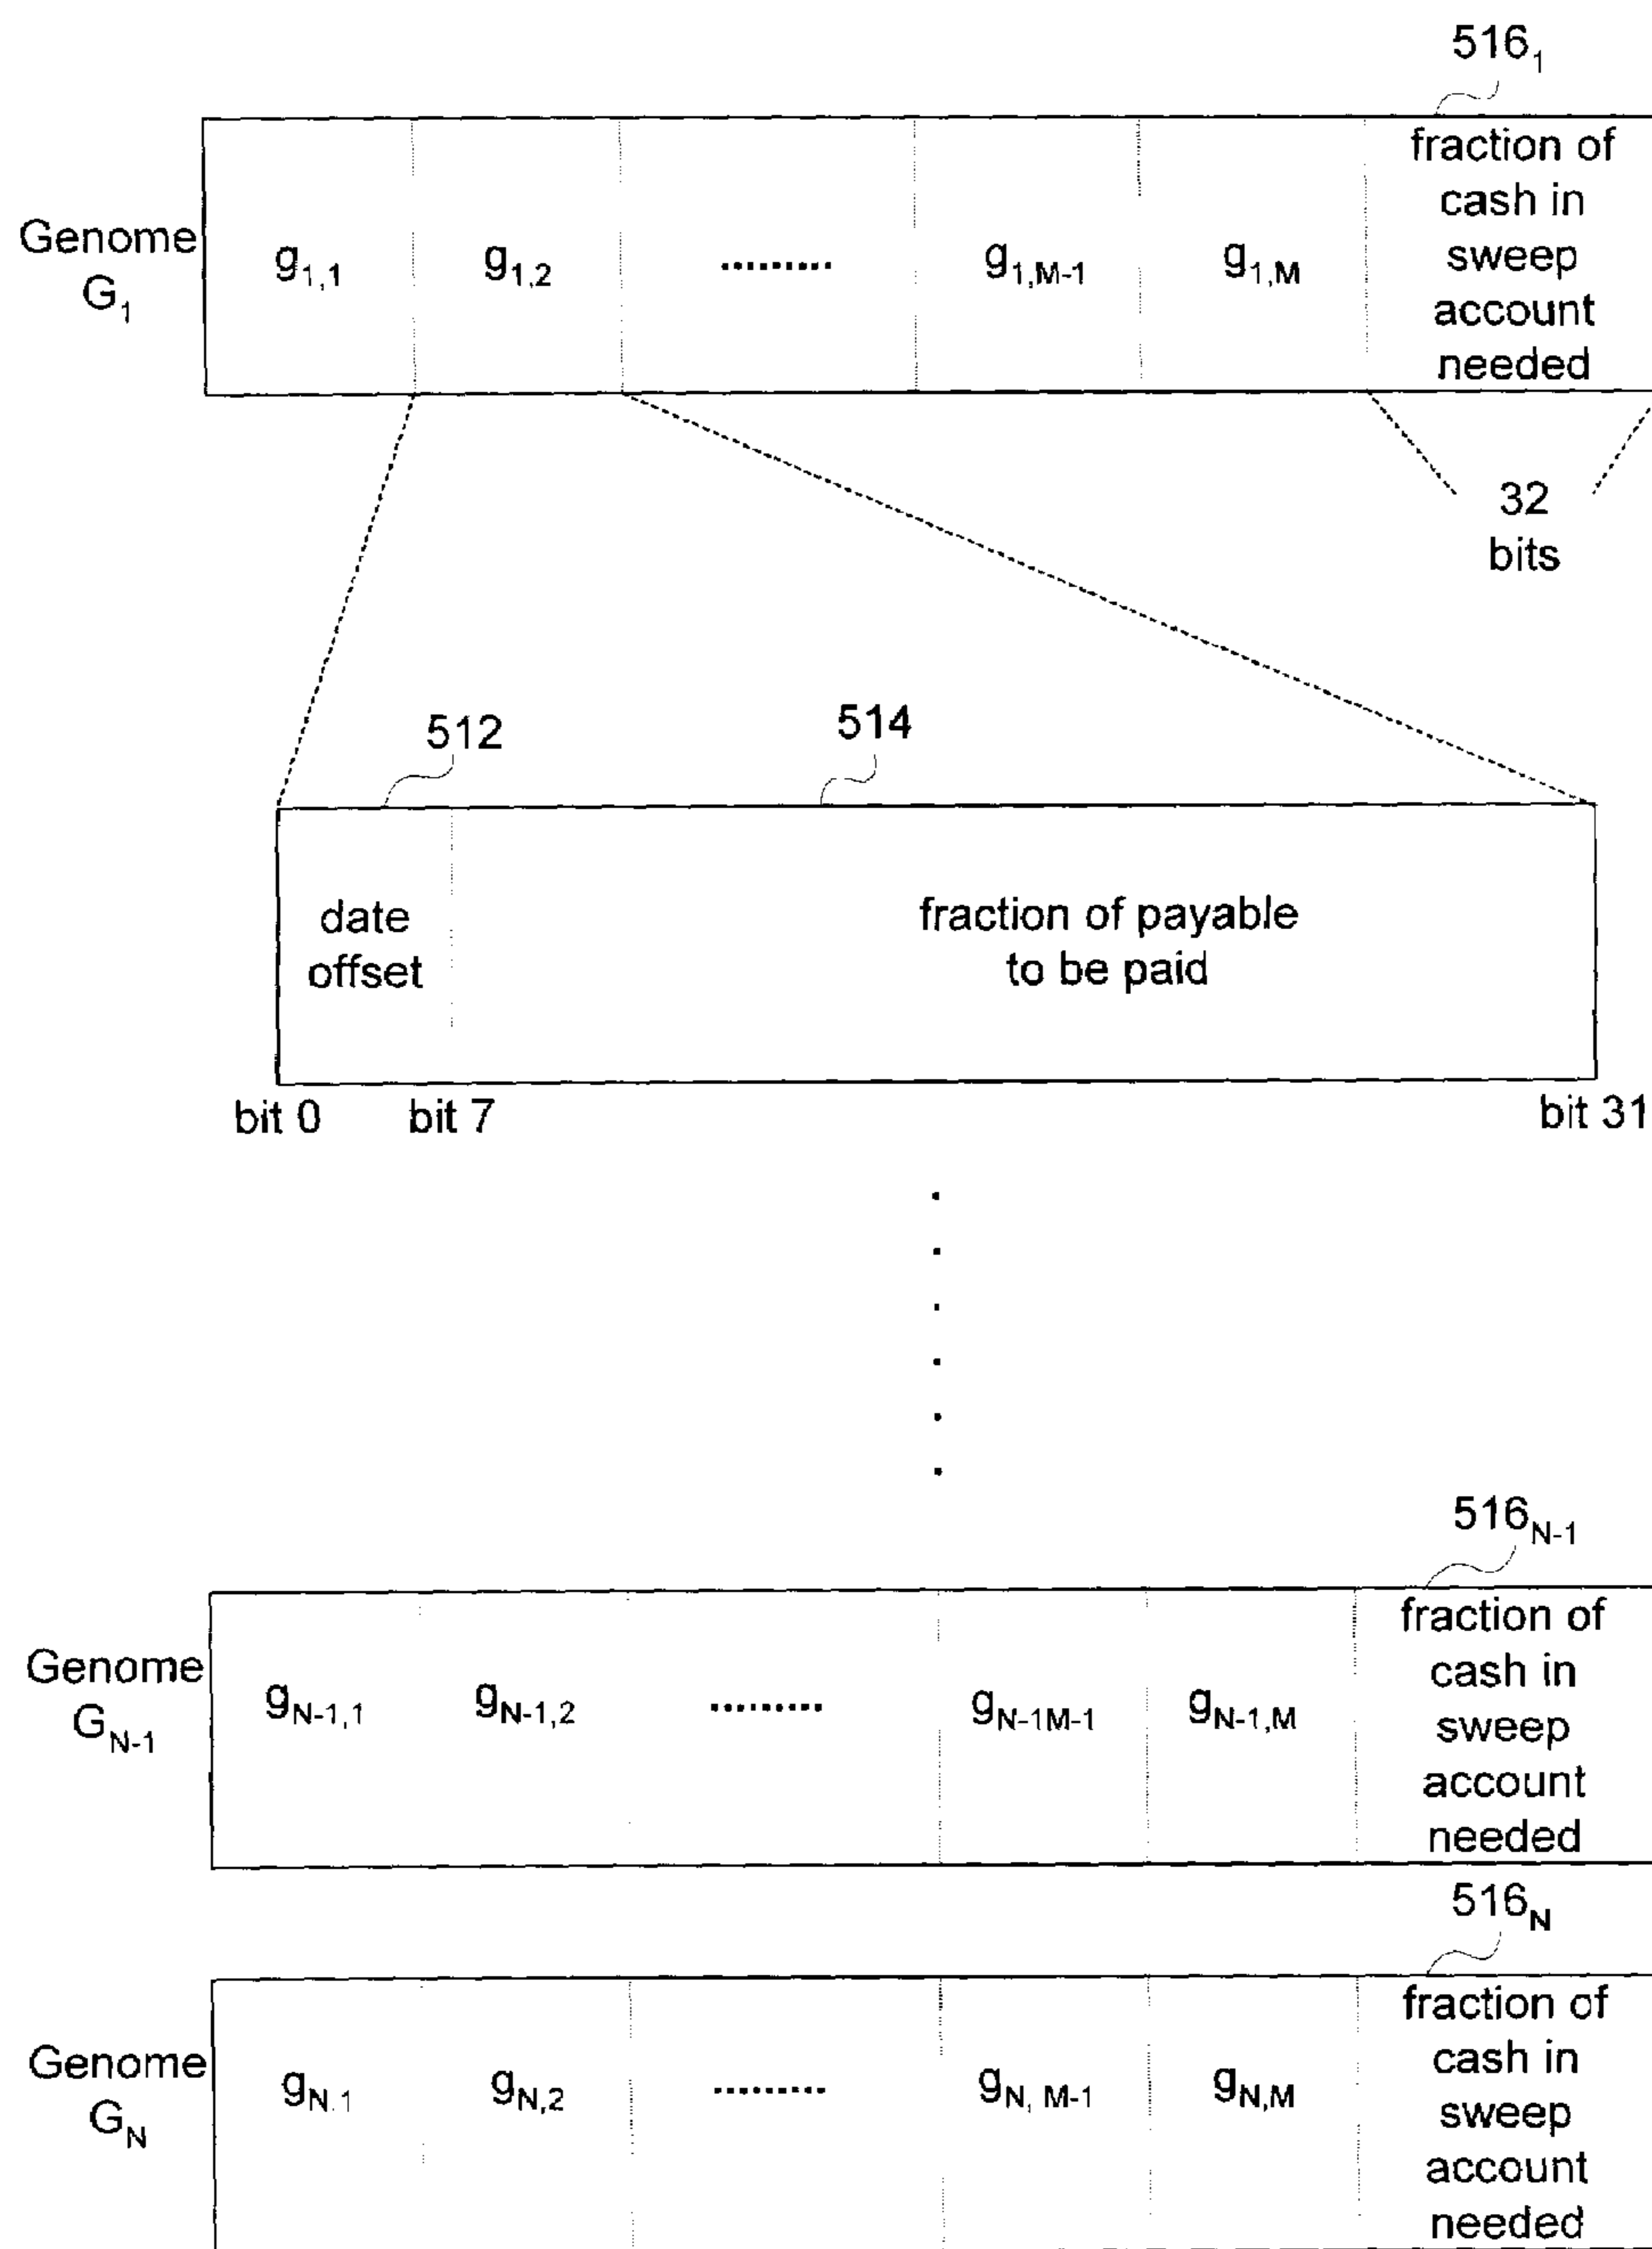 516₁
Genome
G₁
g₁,₁
g₁,₂
.........
g₁,M-1
g₁,M
fraction of
cash in
sweep
account
needed
32
bits
512
514
date
offset
fraction of payable
to be paid
bit 0
bit 7
bit 31
516N-1
Genome
GN-1
gN-1,1
gN-1,2
.........
gN-1M-1
gN-1,M
fraction of
cash in
sweep
account
needed
516N
Genome
GN
gN.1
gN,2
.........
gN, M-1
gN,M
fraction of
cash in
sweep
account
needed